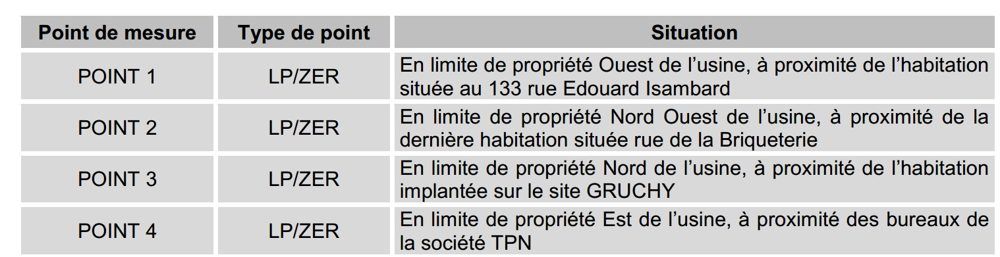 Point de mesure Type de point Situation
POINT 1 LP/ZER En limite de propriété Ouest de l’usine, à proximité de l’habitation
située au 133 rue Edouard Isambard
POINT 2 LP/ZER En limite de propriété Nord Ouest de l’usine, à proximité de la
dernière habitation située rue de la Briqueterie
POINT 3 LP/ZER En limite de propriété Nord de l’usine, à proximité de l’habitation
implantée sur le site GRUCHY
POINT 4 LP/ZER En limite de propriété Est de l’usine, à proximité des bureaux de
la société TPN